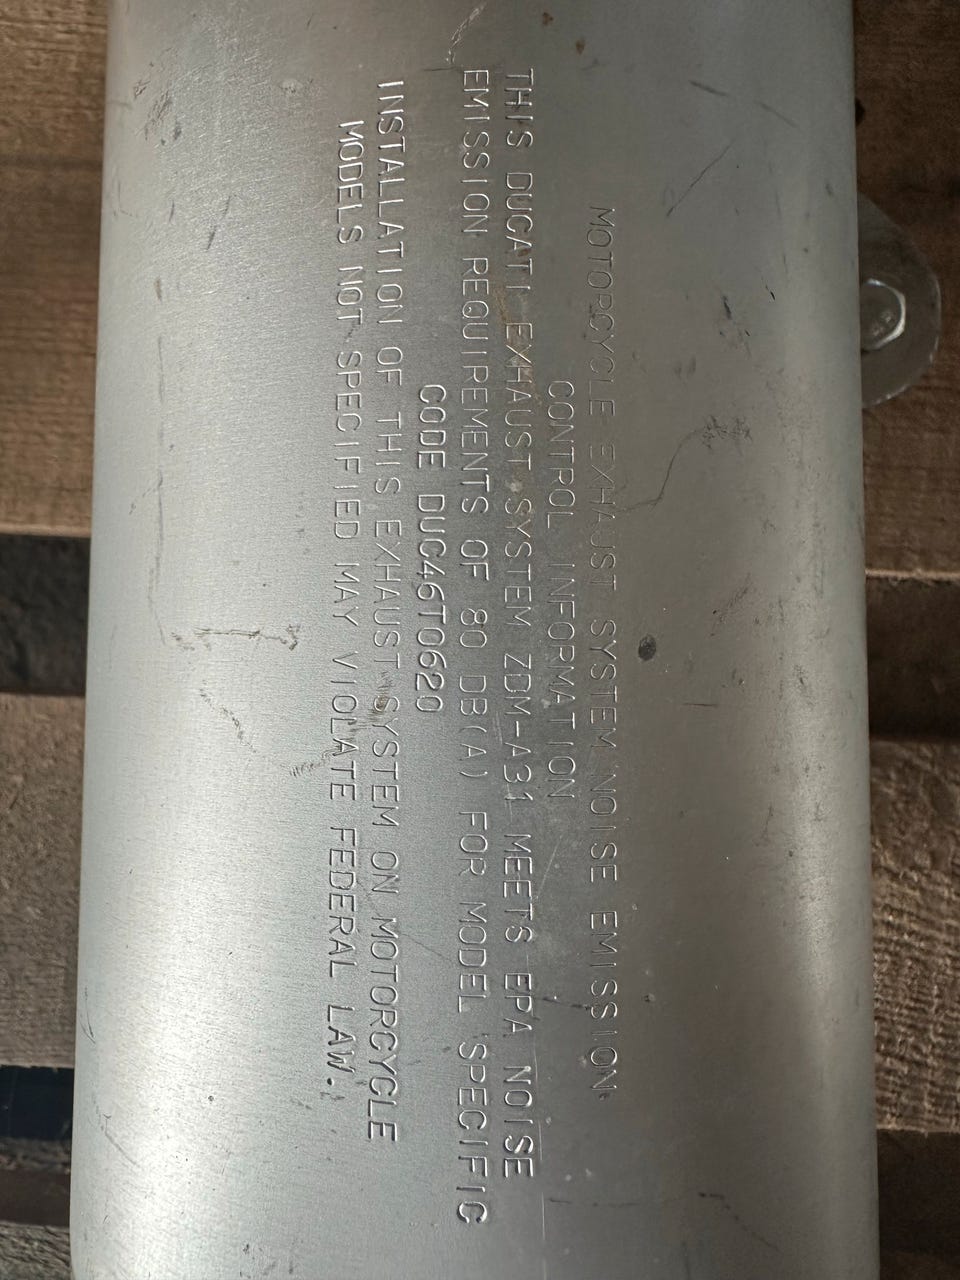 MOTORCYCLE EXHAUST SYSTEM NOISE EMISSION
CONTROL INFORMATION
THIS DUCATI EXHAUST SYSTEM ZDM-A31 MEETS EPA NOISE
EMISSION REQUIREMENTS OF 80 DB(A) FOR MODEL SPECIFIC
CODE DUC46T0620
INSTALLATION OF THIS EXHAUST SYSTEM ON MOTORCYCLE
MODELS NOT SPECIFIED MAY VIOLATE FEDERAL LAW.